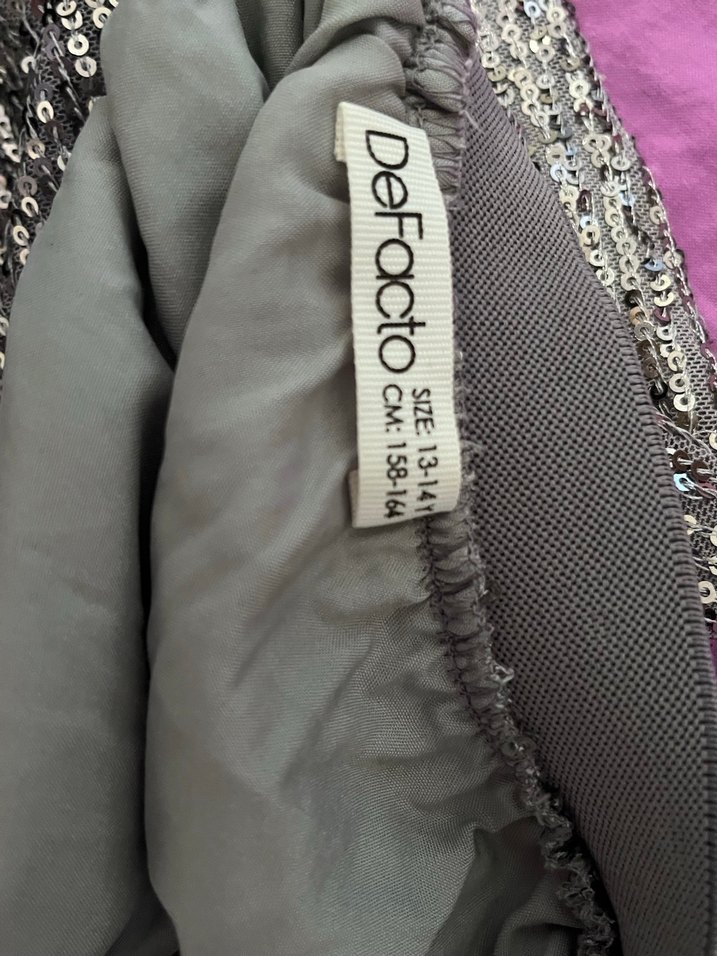 DeFacto
SIZE: 13-14Y
CM: 158-164